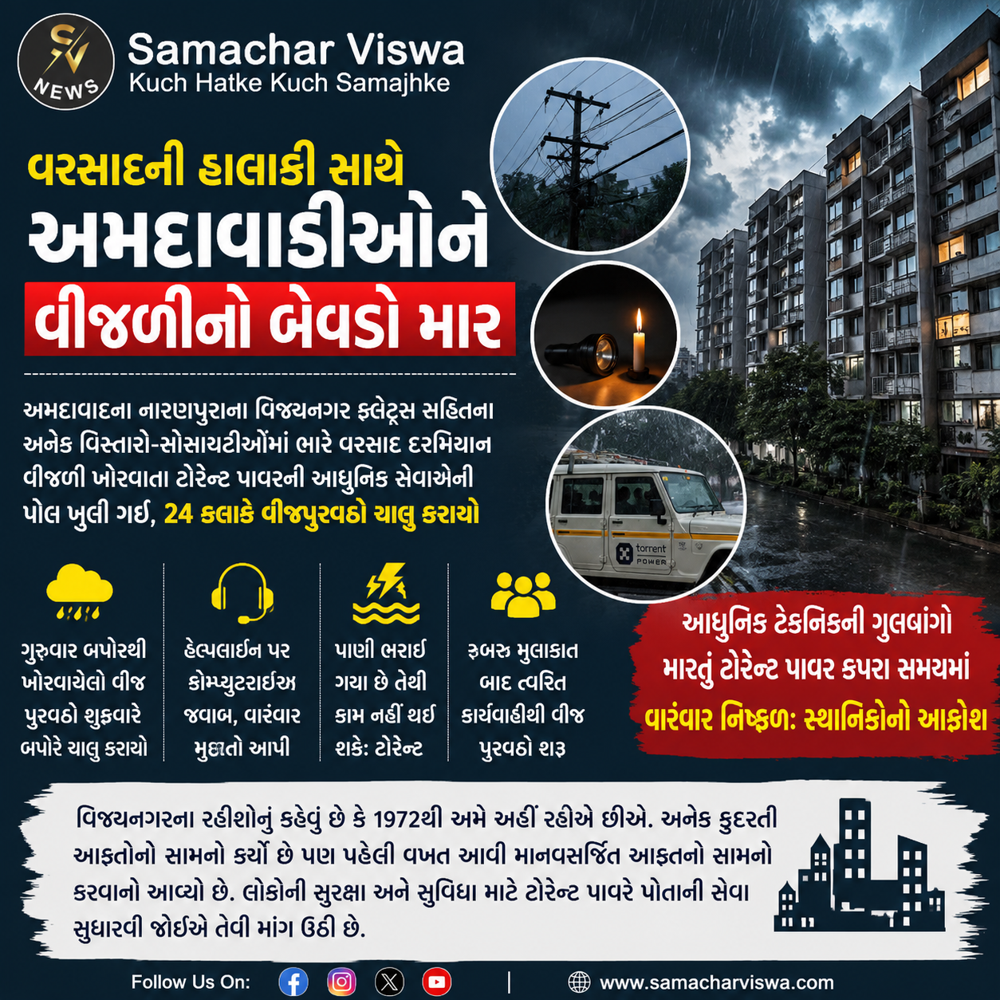 SV
NEWS
Samachar Viswa
Kuch Hatke Kuch Samajhke
વરસાદની હાલાકી સાથે
અમદાવાદીઓને
વીજળીનો બેવડો માર
અમદાવાદના નારણપુરાના વિજયનગર ફ્લેટ્રસ સહિતના
અનેક વિસ્તારો-સોસાયટીઓમાં ભારે વરસાદ દરમિયાન
વીજળી ખોરવાતા ટોરેન્ટ પાવરની આધુનિક સેવાએની
પોલ ખુલી ગઈ, 24 કલાકે વીજપુરવઠો ચાલુ કરાયો
torrent
POWER
ગુરુવાર બપોરથી
ખોરવાયેલો વીજ
પુરવઠો શુક્રવારે
બપોરે ચાલુ કરાયો
હેલ્પલાઈન પર
કોમ્પ્યુટરાઈઝ
જવાબ, વારંવાર
આપી
પાણી ભરાઈ
ગયા છે તેથી
કામ નહીં થઈ
શકે: ટોરેન્ટ
રૂબરૂ મુલાકાત
બાદ ત્વરિત
કાર્યવાહીથી વીજ
પુરવઠો શરૂ
આધુનિક ટેકનિકની ગુલબાંગો
મારતું ટોરેન્ટ પાવર કપરા સમયમાં
વારંવાર નિષ્ફળ: સ્થાનિકોનો આક્રોશ
વિજયનગરના રહીશોનું કહેવું છે કે 1972થી અમે અહીં રહીએ છીએ. અનેક કુદરતી
આફતોનો સામનો કર્યો છે પણ પહેલી વખત આવી માનવસર્જિત આફતનો સામનો
કરવાનો આવ્યો છે. લોકોની સુરક્ષા અને સુવિધા માટે ટોરેન્ટ પાવરે પોતાની સેવા
સુધારવી જોઈએ તેવી માંગ ઉઠી છે.
Follow Us On:
www.samacharviswa.com